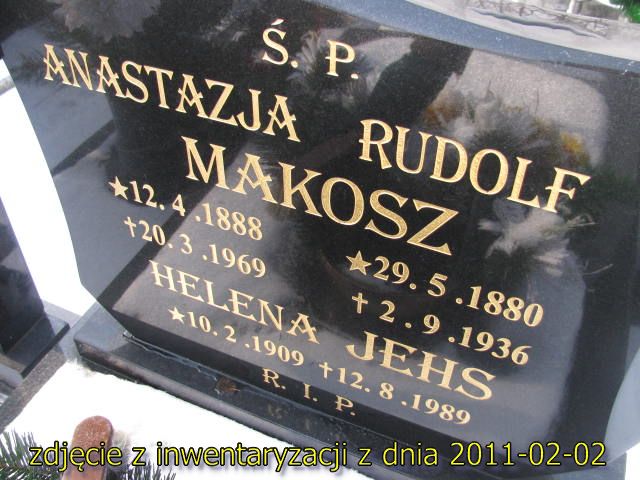 Ś. P.
ANASTAZJA RUDOLF
MAKOSZ
★12.4.1888 ★29.5.1880
†20.3.1969 †2.9.1936
HELENA JEHS
★10.2.1909 †12.8.1989
R. I. P.
zdjęcie z inwentaryzacji z dnia 2011-02-02